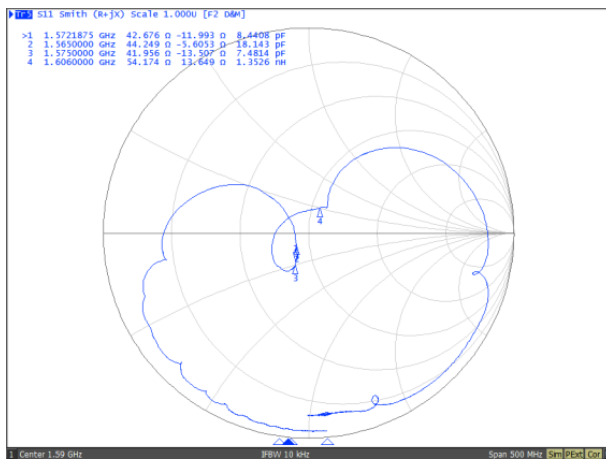 Tr5 S11 Smith (R+jX) Scale 1.000U [F2 D&M]
>1 1.5721875 GHz 42.676 Ω -11.993 Ω 8.4408 pF
2 1.5650000 GHz 44.249 Ω -5.6053 Ω 18.143 pF
3 1.5750000 GHz 41.956 Ω -13.507 Ω 7.4814 pF
4 1.6060000 GHz 54.174 Ω 13.649 Ω 1.3526 nH
4
3
1 Center 1.59 GHz IFBW 10 kHz Span 500 MHz Sim PExt Cor